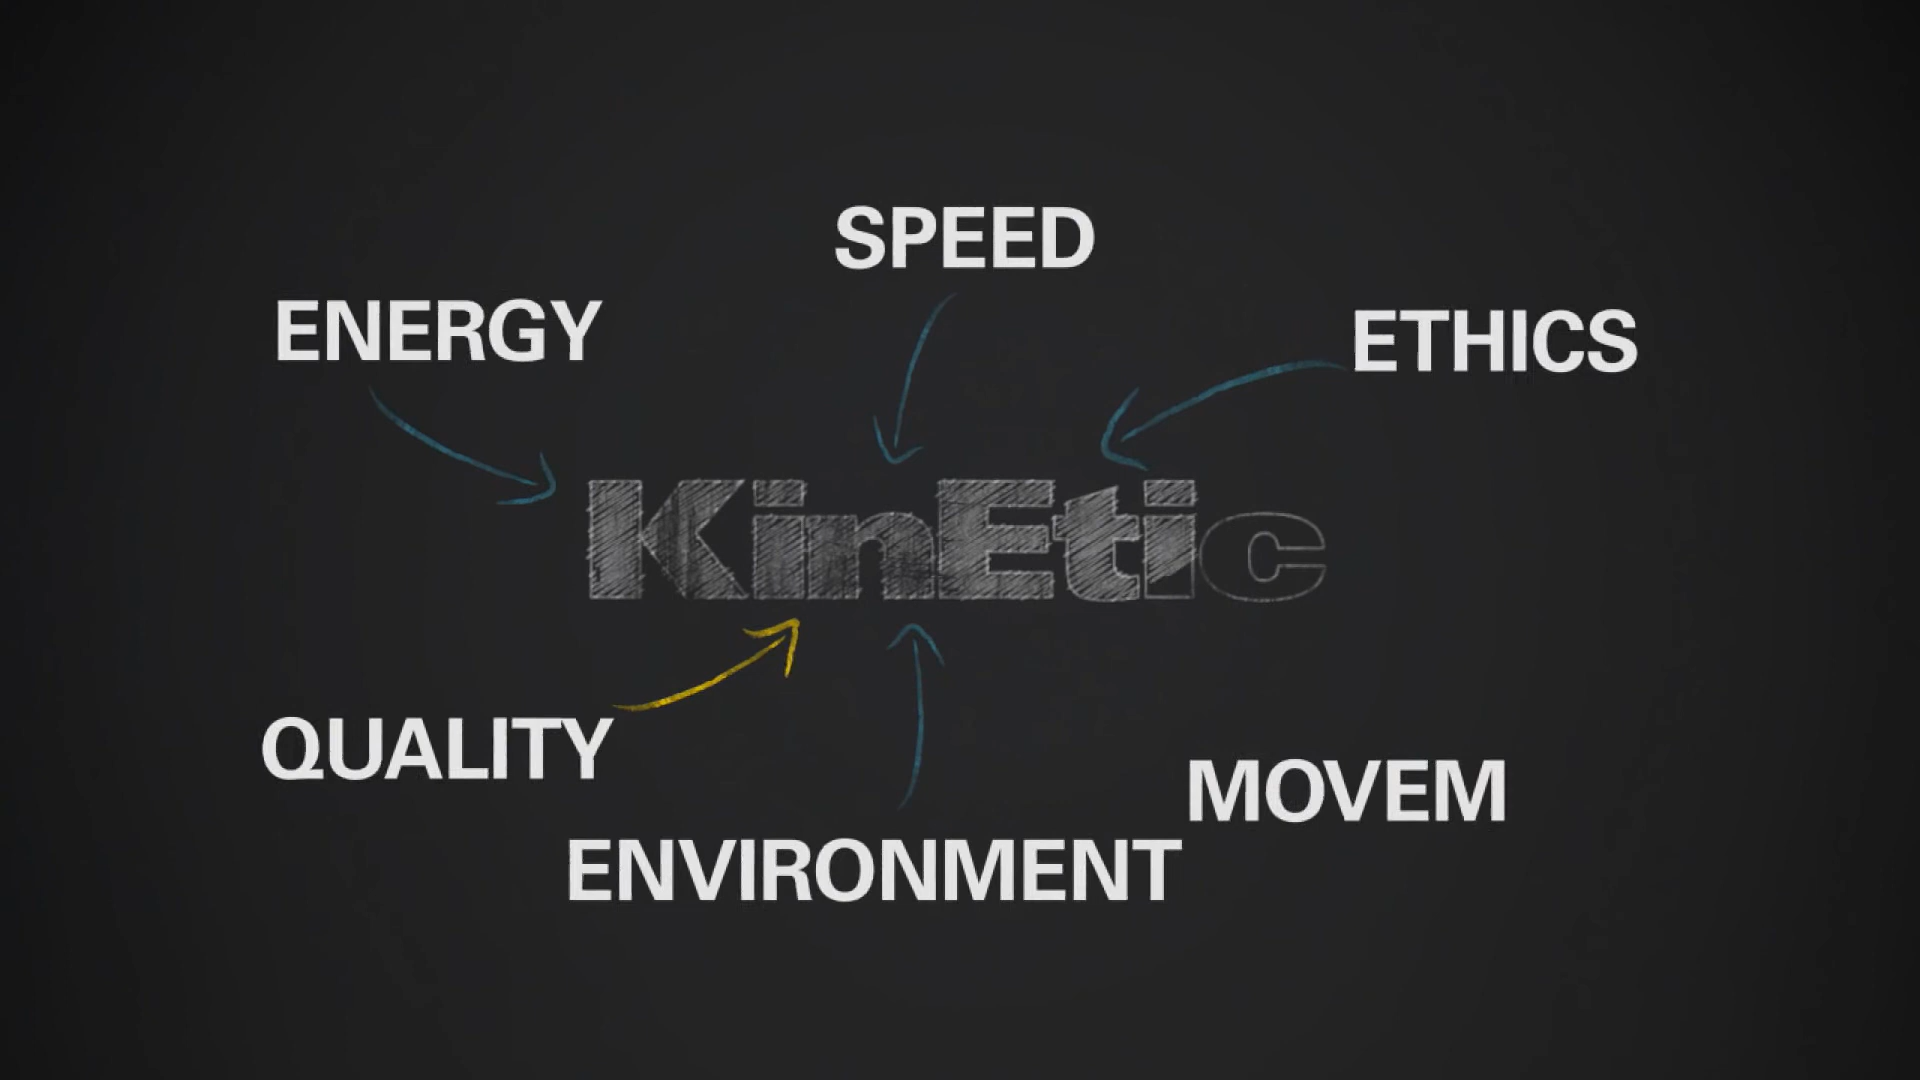 SPEED
ENERGY
ETHICS
KinEtic
QUALITY
MOVEM
ENVIRONMENT